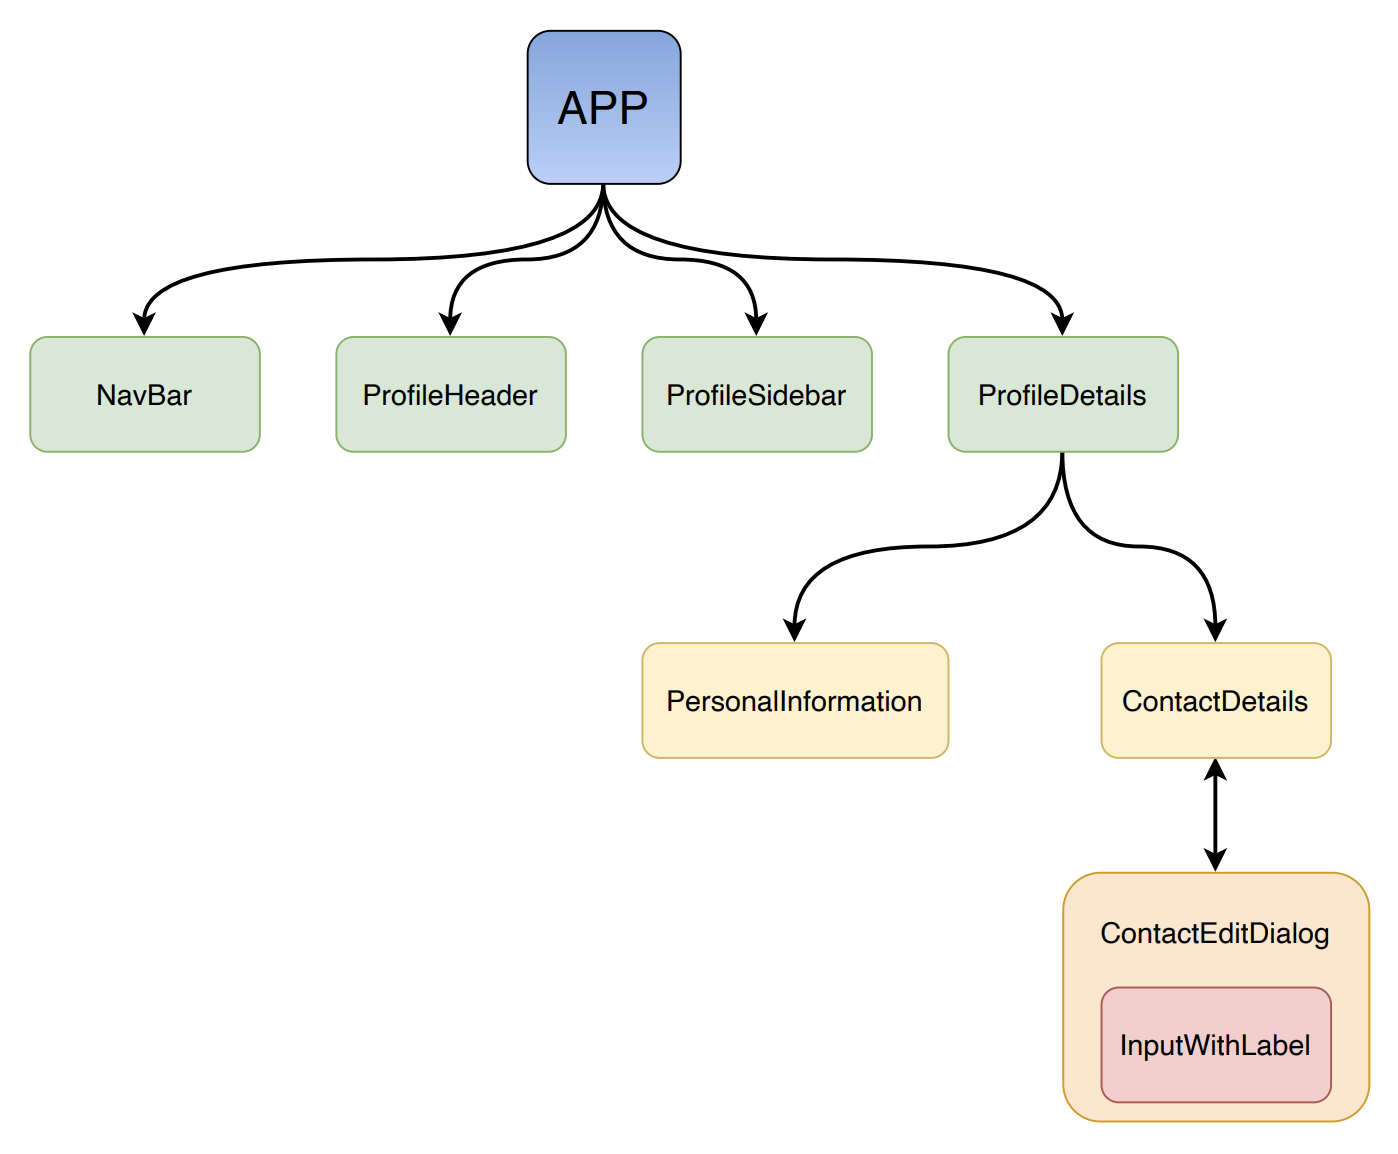 APP
NavBar
ProfileHeader
ProfileSidebar
ProfileDetails
PersonalInformation
ContactDetails
ContactEditDialog
InputWithLabel